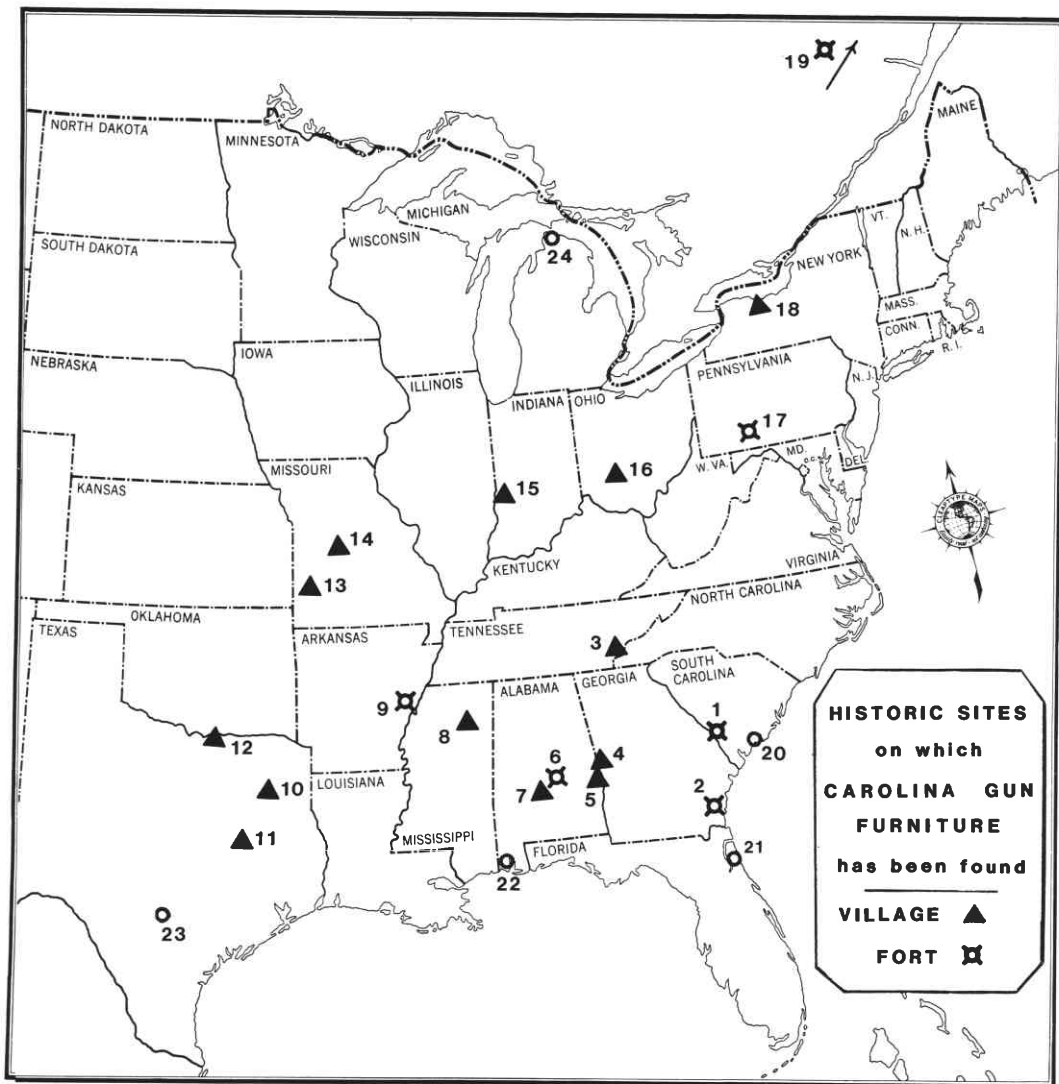 19
MAINE
NORTH DAKOTA
MINNESOTA
MICHIGAN
VT.
WISCONSIN
N.H.
24
NEW YORK
SOUTH DAKOTA
18
MASS.
CONN.
R.I.
IOWA
NEBRASKA
PENNSYLVANIA
ILLINOIS
N.J.
INDIANA
OHIO
17
MD.
W.VA.
D.C.
DEL.
MISSOURI
16
KANSAS
15
14
VIRGINIA
KENTUCKY
13
NORTH CAROLINA
OKLAHOMA
TEXAS
ARKANSAS
TENNESSEE
3
SOUTH
CAROLINA
ALABAMA
GEORGIA
9
8
1
20
12
4
6
LOUISIANA
10
7
5
2
11
MISSISSIPPI
FLORIDA
21
22
23
HISTORIC SITES
on which
CAROLINA GUN
FURNITURE
has been found
VILLAGE
FORT